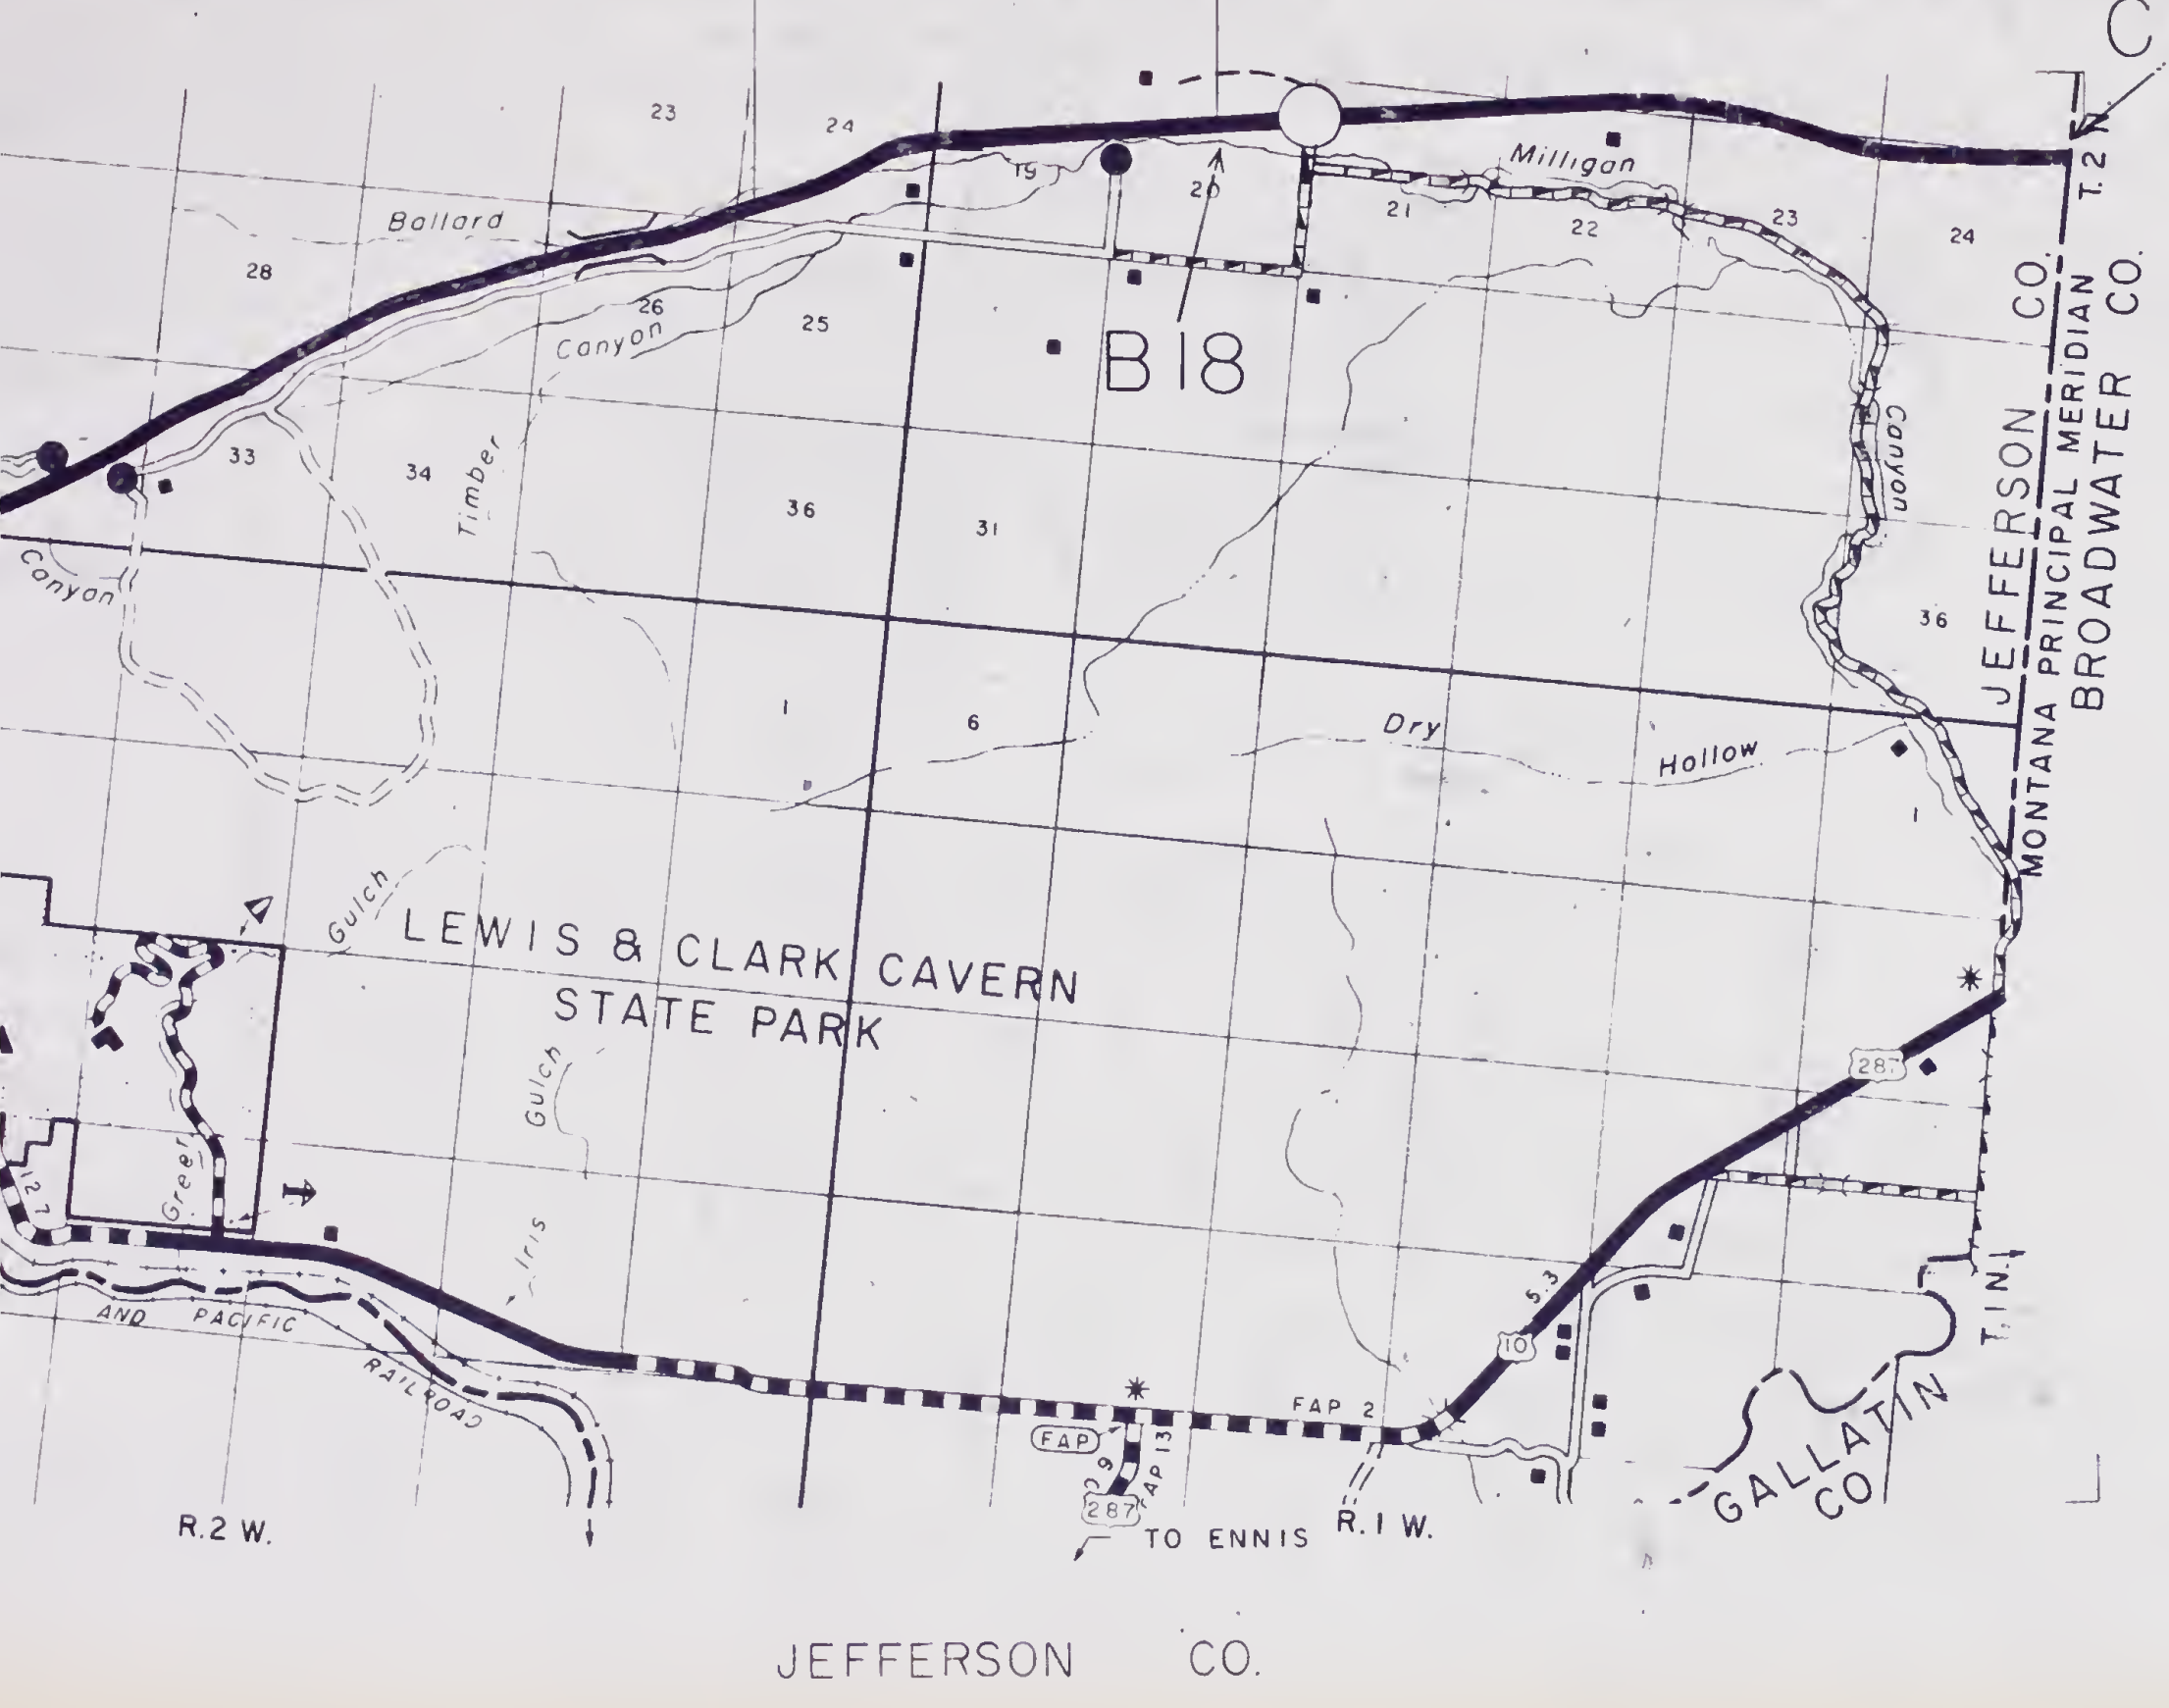 C
23
24
Milligan
T. 2 N.
19
20
21
22
23
24
Ballard
28
26
25
Canyon
B18
JEFFERSON CO.
MONTANA PRINCIPAL MERIDIAN
BROADWATER CO.
33
34
Timber
36
31
Canyon
Canyon
36
1
6
Dry
Hollow
1
Gulch
LEWIS & CLARK CAVERN
STATE PARK
287
Gulch
127
Greer
Iris
5.3
T. 1 N.
AND PACIFIC
RAILROAD
10
FAP 2
FAP
9
AP 13
287
GALLATIN
CO
R. 2 W.
TO ENNIS
R. 1 W.
JEFFERSON CO.